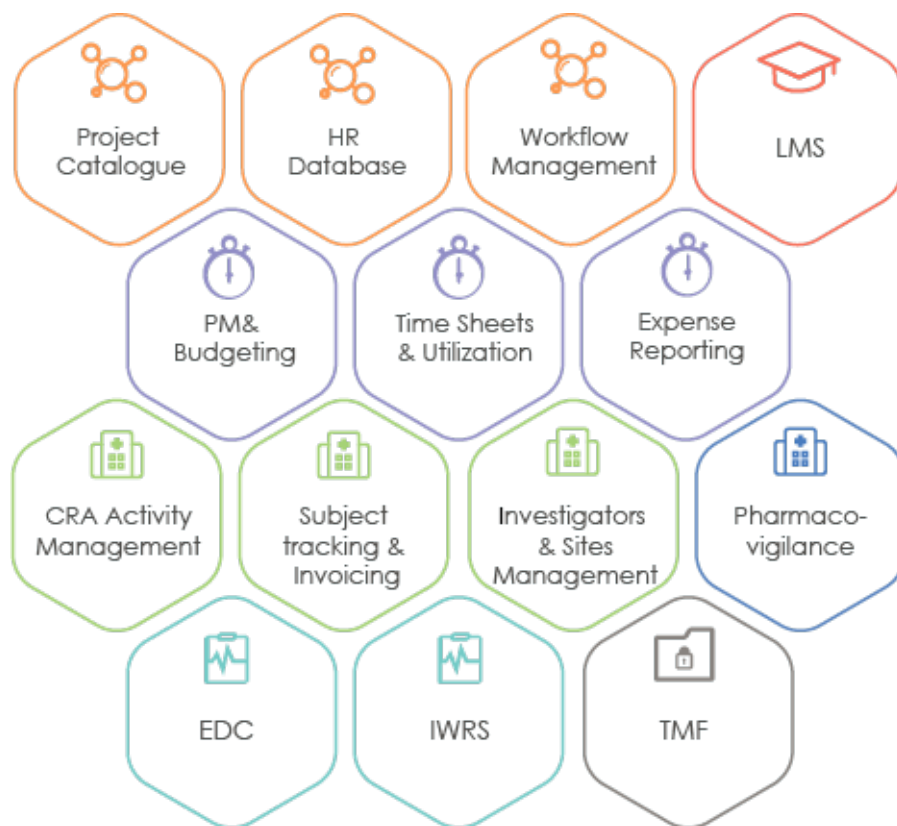 Project
Catalogue
HR
Database
Workflow
Management
LMS
PM&
Budgeting
Time Sheets
& Utilization
Expense
Reporting
CRA Activity
Management
Subject
tracking &
Invoicing
Investigators
& Sites
Management
Pharmaco-
vigilance
EDC
IWRS
TMF